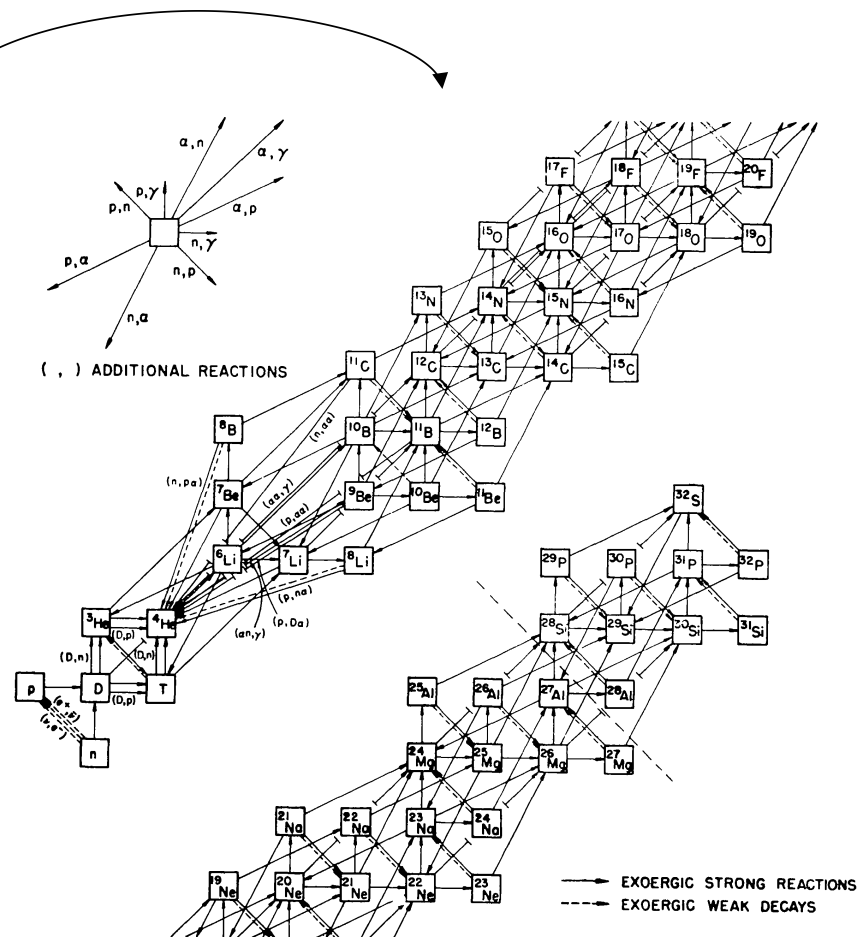 α,n
α,γ
p,γ
p,n
α,p
n,γ
p,α
n,p
n,α
( , ) ADDITIONAL REACTIONS
17F 18F 19F 20F
15O 16O 17O 18O 19O
13N 14N 15N 16N
11C 12C 13C 14C 15C
8B 10B 11B 12B
(n,αα)
(n,pα)
7Be 9Be 10Be 11Be
(αα,γ)
(p,αα)
6Li 7Li 8Li
(p,nα)
(p,Dα)
(αn,γ)
3He 4He
(D,p)
(D,n) (D,n)
p D T
(D,p)
n
32S
29P 30P 31P 32P
28Si 29Si 30Si 31Si
25Al 26Al 27Al 28Al
24Mg 25Mg 26Mg 27Mg
21Na 22Na 23Na 24Na
19Ne 20Ne 21Ne 22Ne 23Ne
EXOERGIC STRONG REACTIONS
EXOERGIC WEAK DECAYS